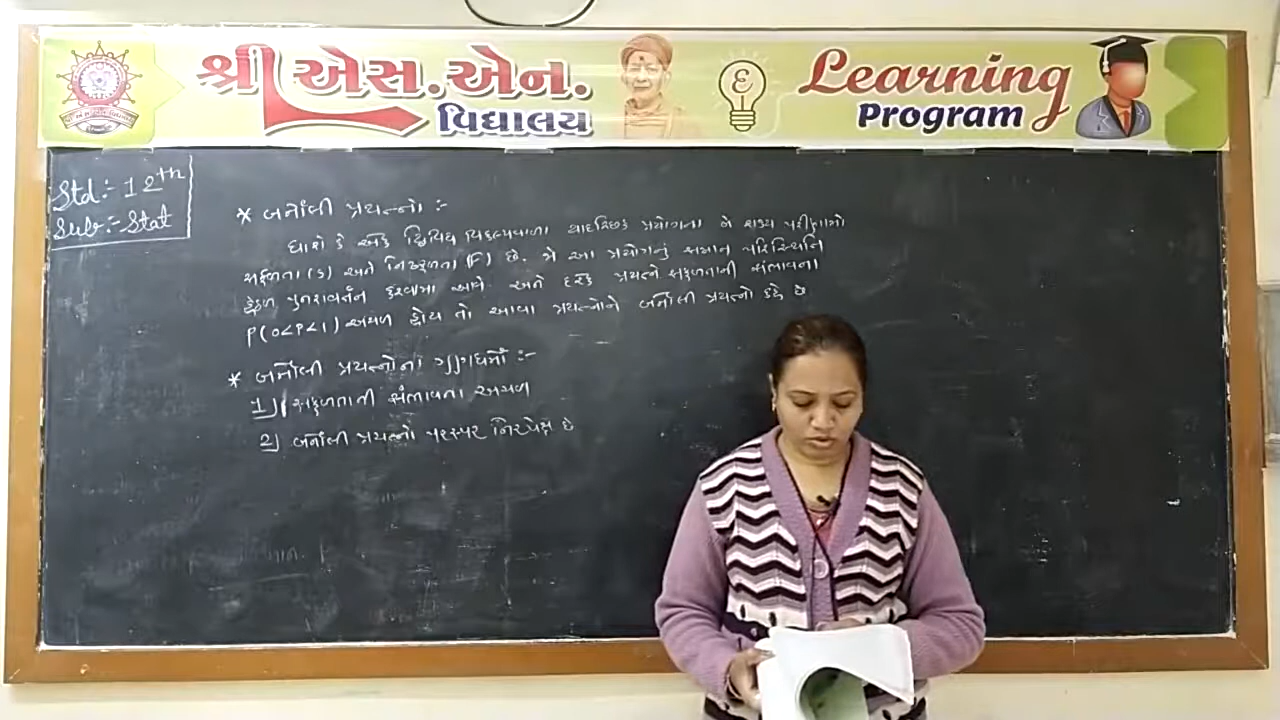 શ્રી એસ. એન.
વિદ્યાલય
Learning
Program
Std:- 12th
Sub:- Stat
* બર્નોલી પ્રયત્નો :-
ધારો કે એક દ્વિવિધ વિકલ્પવાળા યાદચ્છિક પ્રયોગના બે શક્ય પરીણામો
સફળતા (S) અને નિષ્ફળતા (F) છે. જે આ પ્રયોગનું સમાન પરિસ્થિતિ
હેઠળ પુનરાવર્તન કરવામાં આવે અને દરેક પ્રયત્ને સફળતાની સંભાવના
P(0<P<1) અચળ હોય તો આવા પ્રયત્નોને બર્નોલી પ્રયત્નો કહે છે
* બર્નોલી પ્રયત્નોના ગુણધર્મો :-
1) સફળતાની સંભાવના અચળ
2) બર્નોલી પ્રયત્નો પરસ્પર નિરપેક્ષ છે